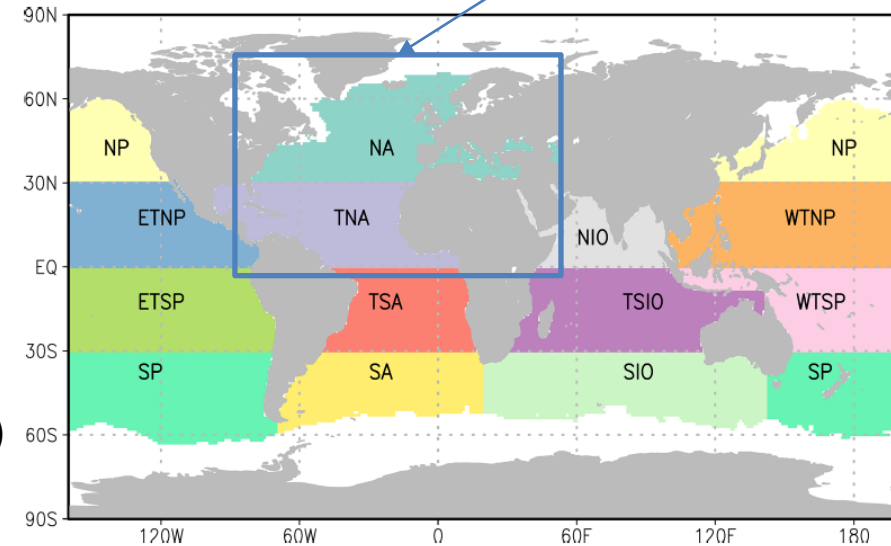 90N
60N
NP NA NP
30N
ETNP TNA NIO WTNP
EQ
ETSP TSA TSIO WTSP
30S
SP SA SIO SP
)
60S
90S
120W 60W 0 60E 120E 180